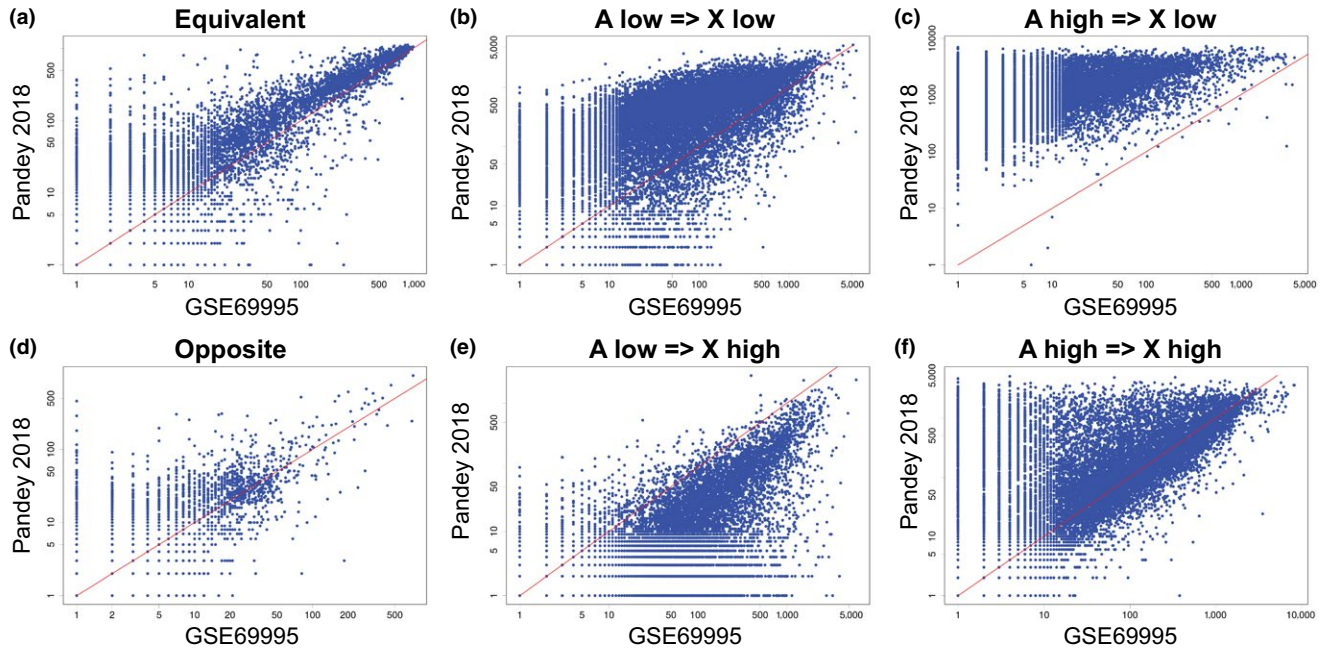 (a) Equivalent
Pandey 2018
500
100
50
10
5
1
1 5 10 50 100 500 1,000
GSE69995
(b) A low => X low
Pandey 2018
5,000
500
50
10
5
1
1 5 10 50 100 500 1,000 5,000
GSE69995
(c) A high => X low
Pandey 2018
10000
1000
100
10
1
1 5 10 50 100 500 1,000 5,000
GSE69995
(d) Opposite
Pandey 2018
500
100
50
10
5
1
1 2 5 10 20 50 100 200 500
GSE69995
(e) A low => X high
Pandey 2018
500
50
10
5
1
1 5 10 50 100 500 1,000 5,000
GSE69995
(f) A high => X high
Pandey 2018
5,000
500
50
10
5
1
1 10 100 1,000 10,000
GSE69995